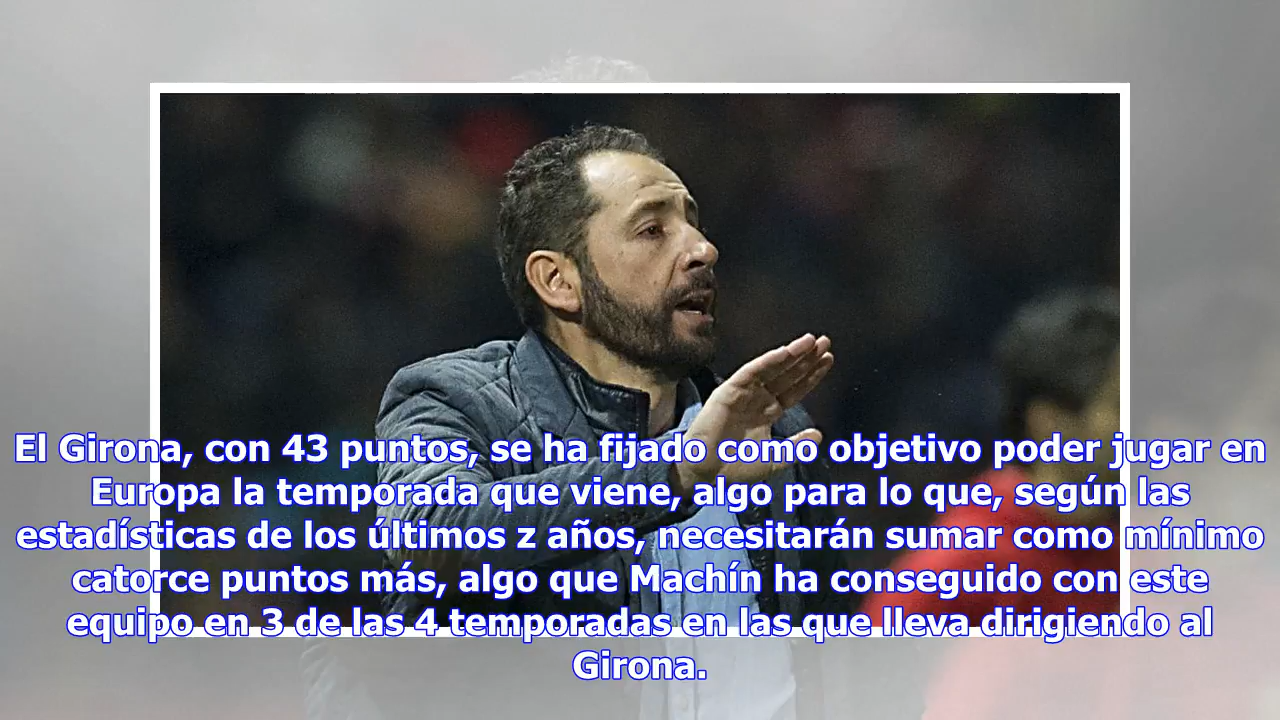 El Girona, con 43 puntos, se ha fijado como objetivo poder jugar en
Europa la temporada que viene, algo para lo que, según las
estadísticas de los últimos z años, necesitarán sumar como mínimo
catorce puntos más, algo que Machín ha conseguido con este
equipo en 3 de las 4 temporadas en las que lleva dirigiendo al
Girona.